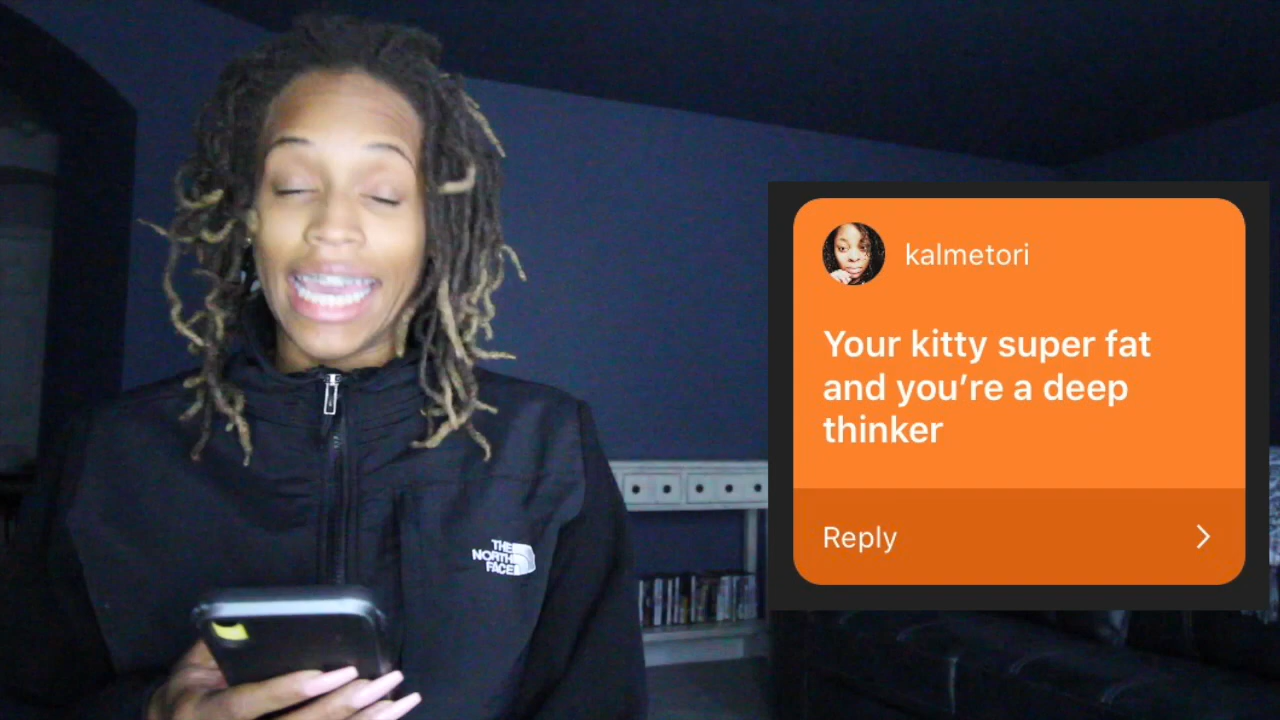 THE
NORTH
FACE
kalmetori
Your kitty super fat
and you're a deep
thinker
Reply